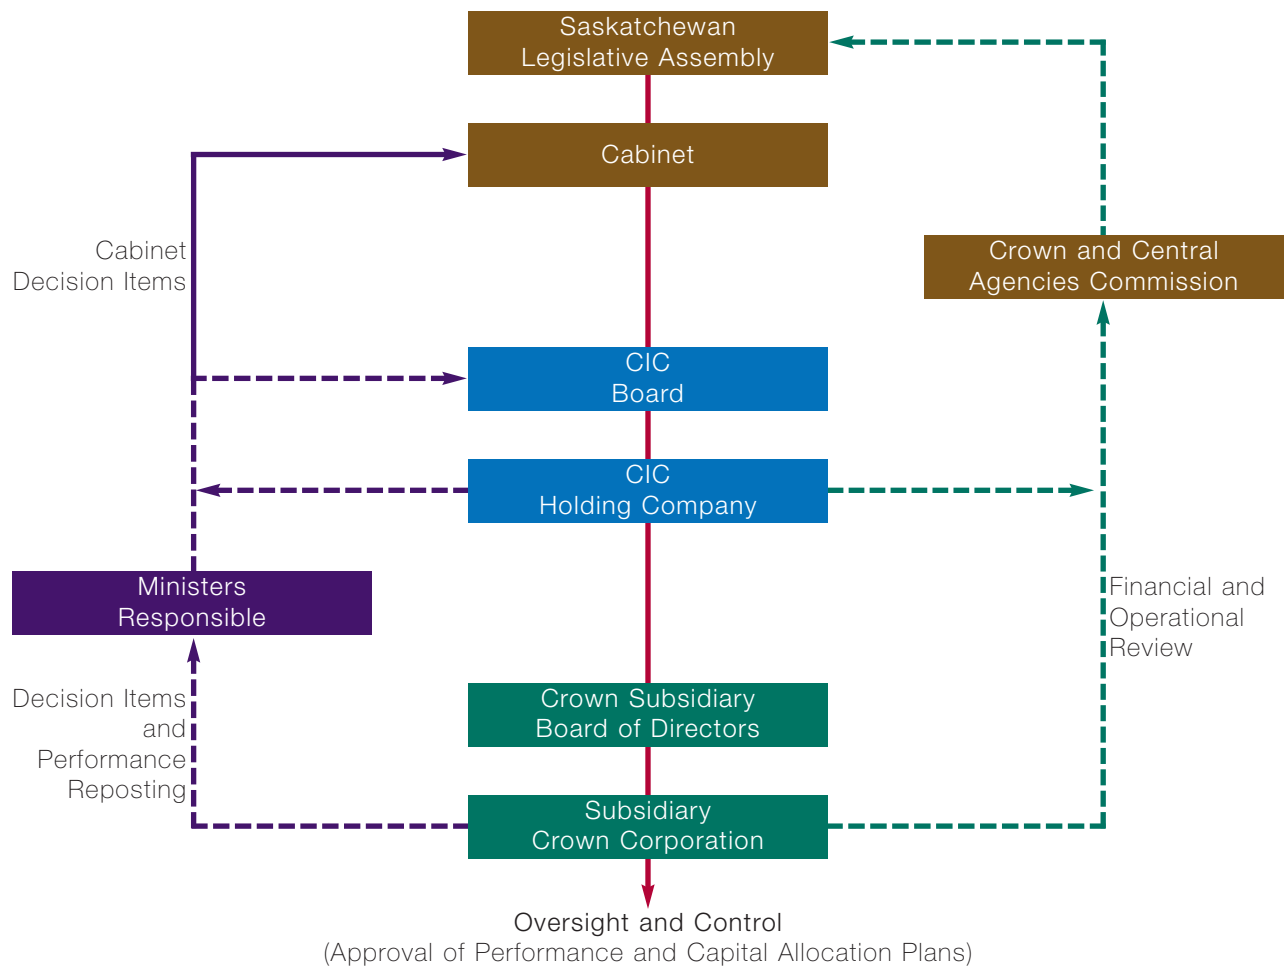 Saskatchewan
Legislative Assembly
Cabinet
Cabinet
Decision Items
Crown and Central
Agencies Commission
CIC
Board
CIC
Holding Company
Ministers
Responsible
Financial and
Operational
Review
Decision Items
and
Performance
Reposting
Crown Subsidiary
Board of Directors
Subsidiary
Crown Corporation
Oversight and Control
(Approval of Performance and Capital Allocation Plans)